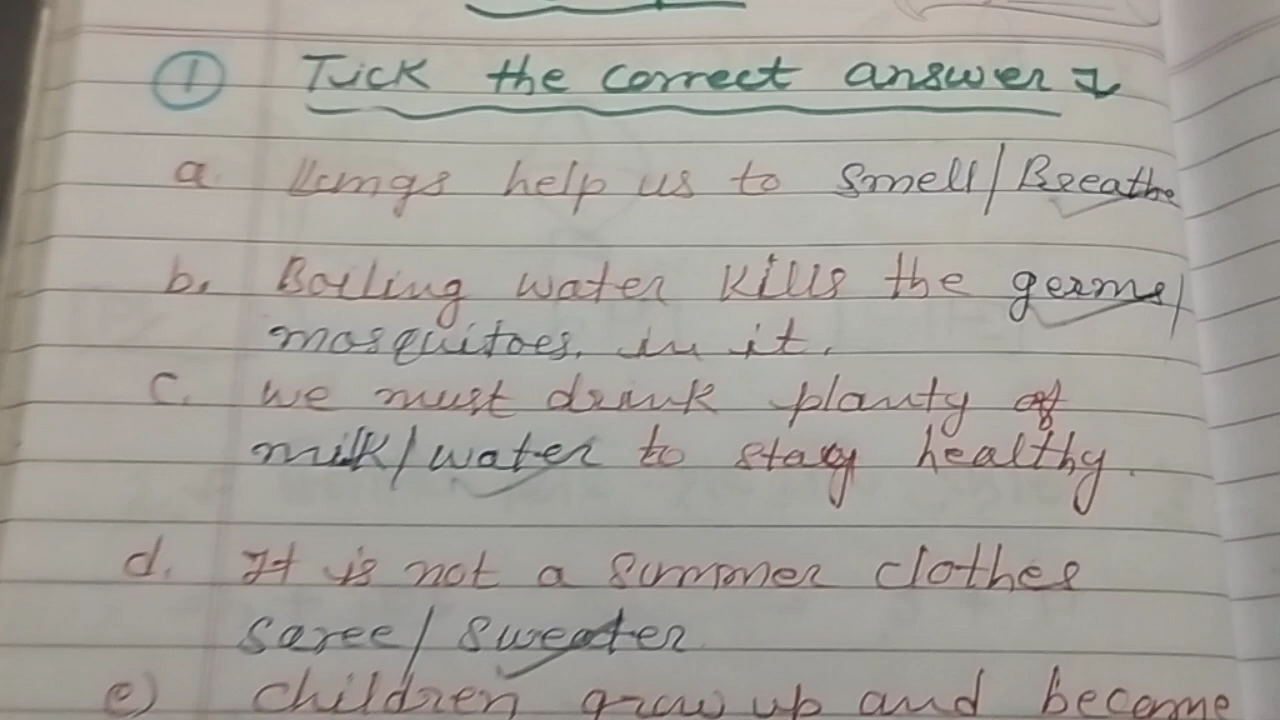 ① Tick the correct answer :
a. Lungs help us to Smell/Breathe
b. Boiling water kills the germs/
mosquitoes. in it.
c. we must drink planty of
milk/water to stay healthy.
d. It is not a summer clothes
saree/sweater
e) children grow up and become